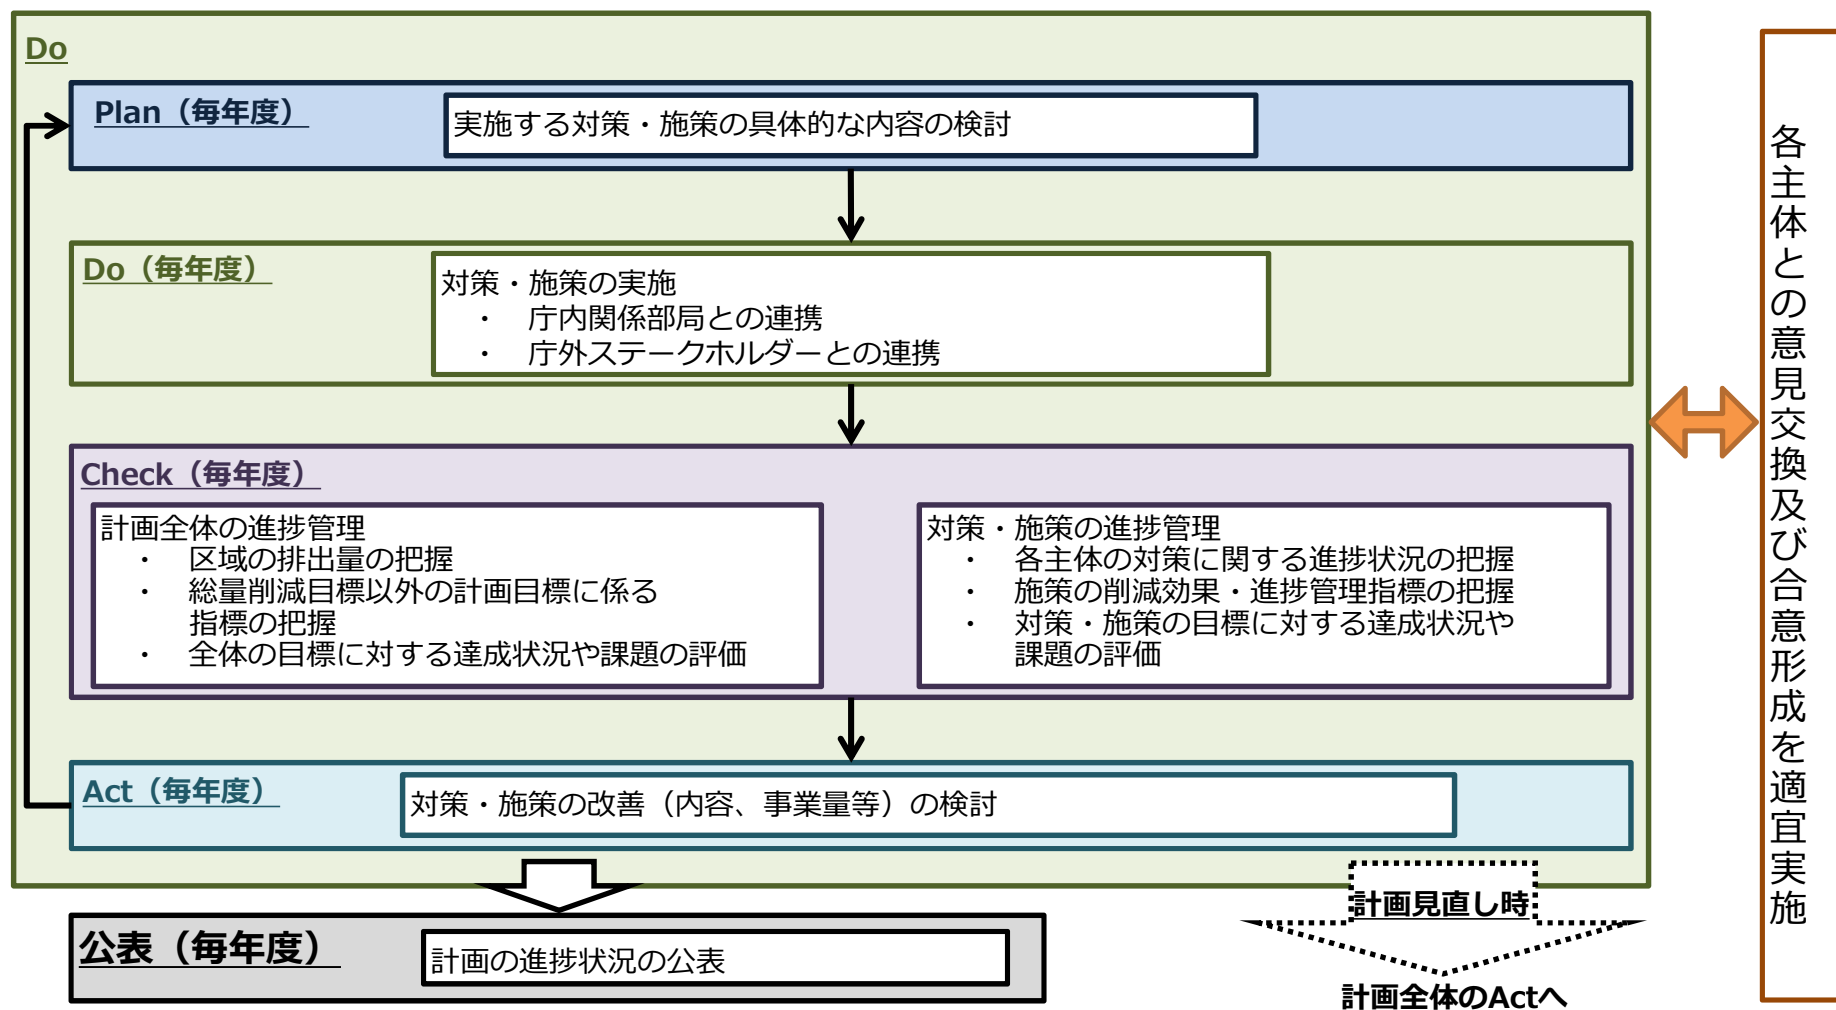 Do
Plan（毎年度）
実施する対策・施策の具体的な内容の検討
Do（毎年度）
対策・施策の実施
・　庁内関係部局との連携
・　庁外ステークホルダーとの連携
Check（毎年度）
計画全体の進捗管理
・　区域の排出量の把握
・　総量削減目標以外の計画目標に係る
指標の把握
・　全体の目標に対する達成状況や課題の評価
対策・施策の進捗管理
・　各主体の対策に関する進捗状況の把握
・　施策の削減効果・進捗管理指標の把握
・　対策・施策の目標に対する達成状況や
課題の評価
Act（毎年度）
対策・施策の改善（内容、事業量等）の検討
公表（毎年度）
計画の進捗状況の公表
計画見直し時
計画全体のActへ
各主体との意見交換及び合意形成を適宜実施